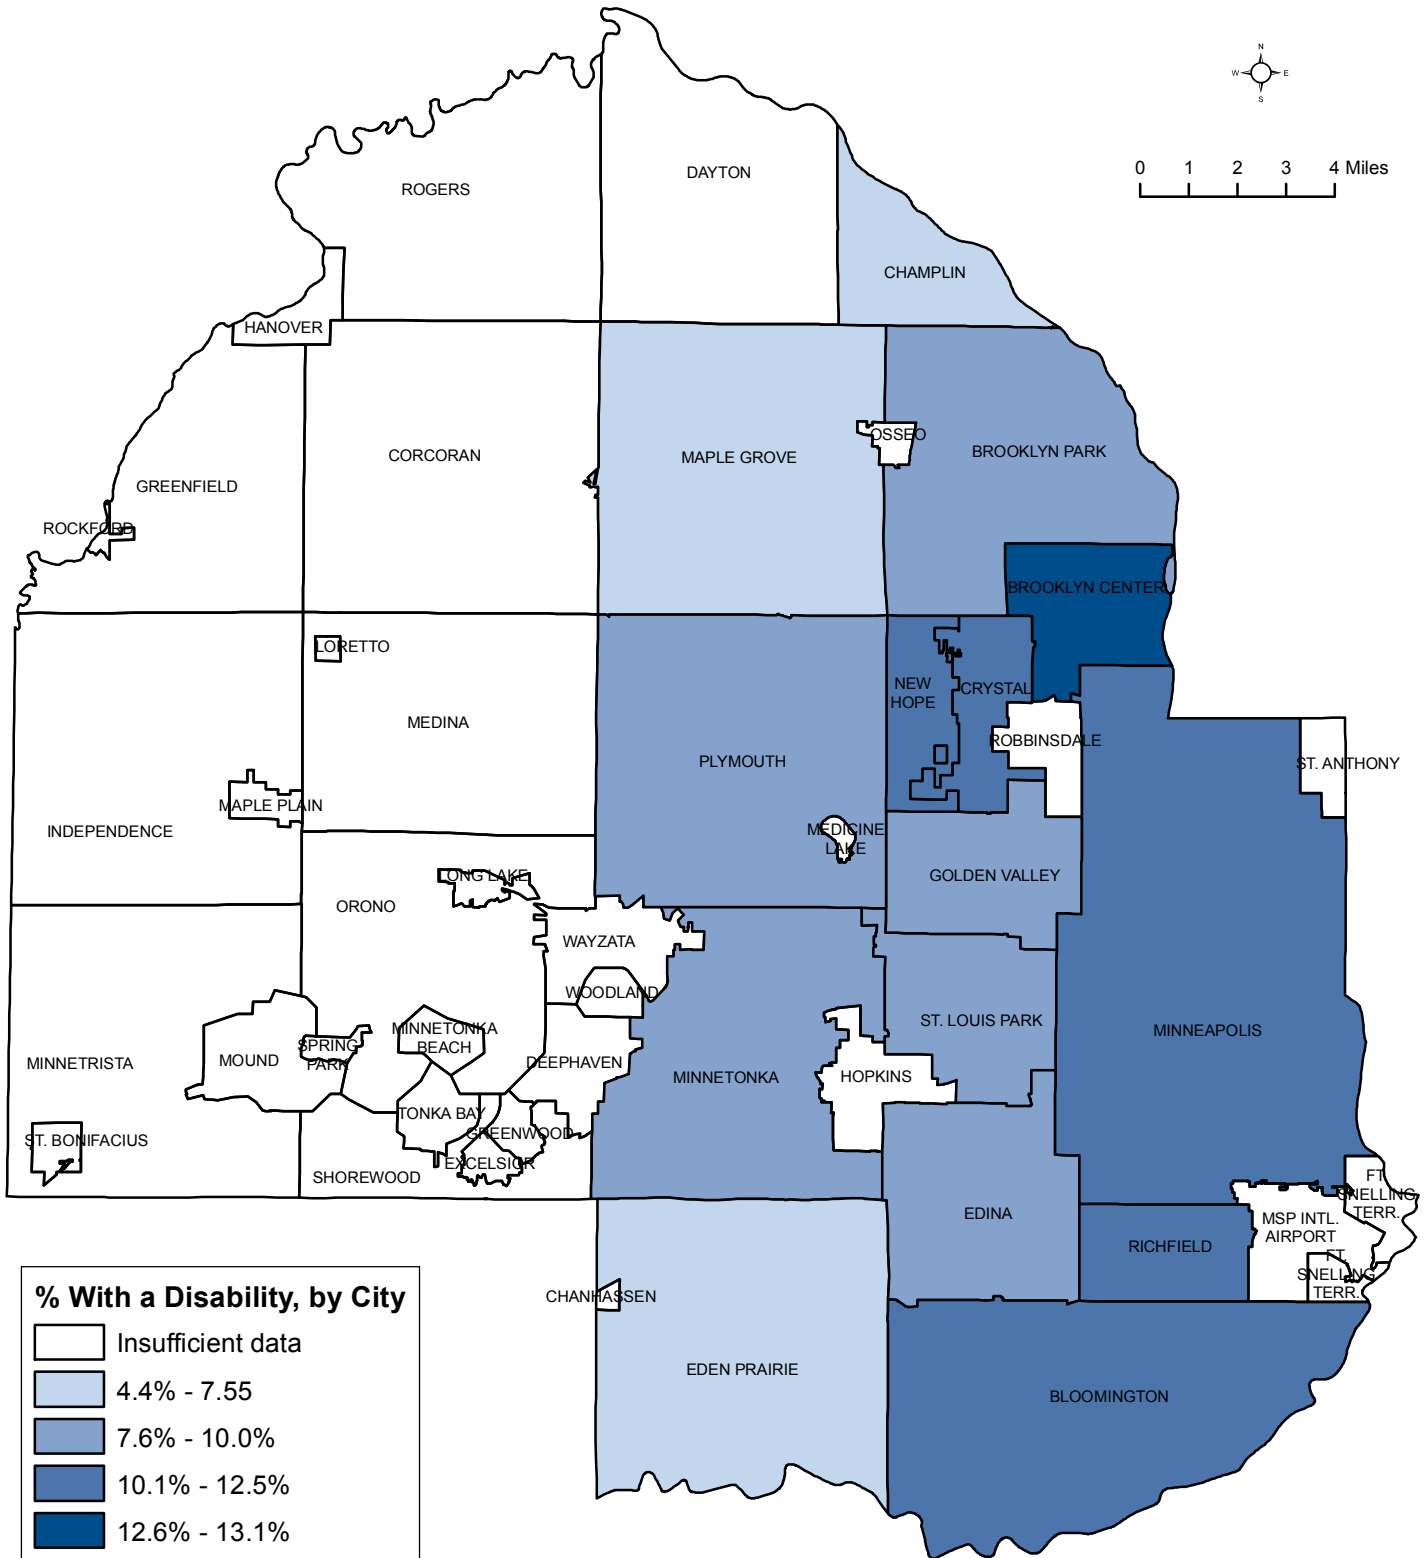 N
W E
S
0 1 2 3 4 Miles
DAYTON
ROGERS
CHAMPLIN
HANOVER
OSSEO
BROOKLYN PARK
CORCORAN
MAPLE GROVE
GREENFIELD
ROCKFORD
BROOKLYN CENTER
LORETTO
NEW
HOPE
CRYSTAL
MEDINA
ROBBINSDALE
PLYMOUTH
ST. ANTHONY
MAPLE PLAIN
INDEPENDENCE
MEDICINE
LAKE
LONG LAKE
GOLDEN VALLEY
ORONO
WAYZATA
WOODLAND
ST. LOUIS PARK
MINNEAPOLIS
MINNETONKA
BEACH
SPRING
PARK
MOUND
MINNETRISTA
DEEPHAVEN
MINNETONKA
HOPKINS
TONKA BAY
GREENWOOD
ST. BONIFACIUS
EXCELSIOR
SHOREWOOD
FT.
SNELLING
TERR.
EDINA
MSP INTL.
AIRPORT
RICHFIELD
FT.
SNELLING
TERR.
CHANHASSEN
EDEN PRAIRIE
BLOOMINGTON
% With a Disability, by City
Insufficient data
4.4% - 7.55
7.6% - 10.0%
10.1% - 12.5%
12.6% - 13.1%